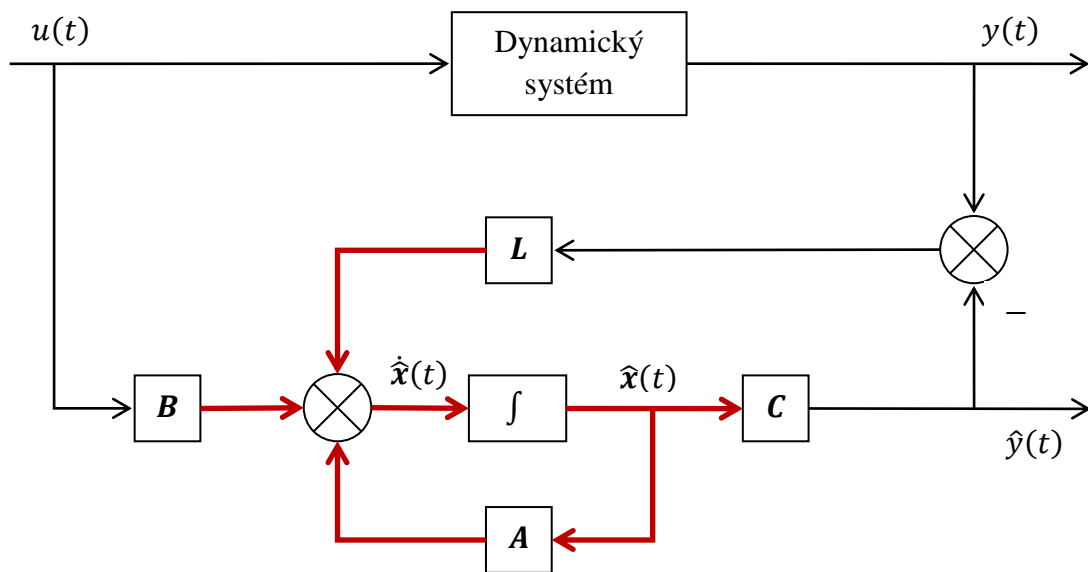 u(t)
Dynamický
systém
y(t)
L
−
B
x̂̇(t)
∫
x̂(t)
C
ŷ(t)
A